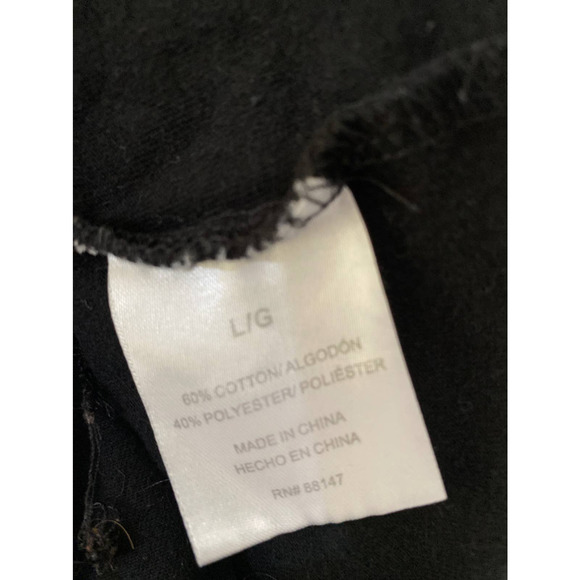 L/G
60% COTTON/ ALGODÓN
40% POLYESTER/ POLIÉSTER
MADE IN CHINA
HECHO EN CHINA
RN# 88147